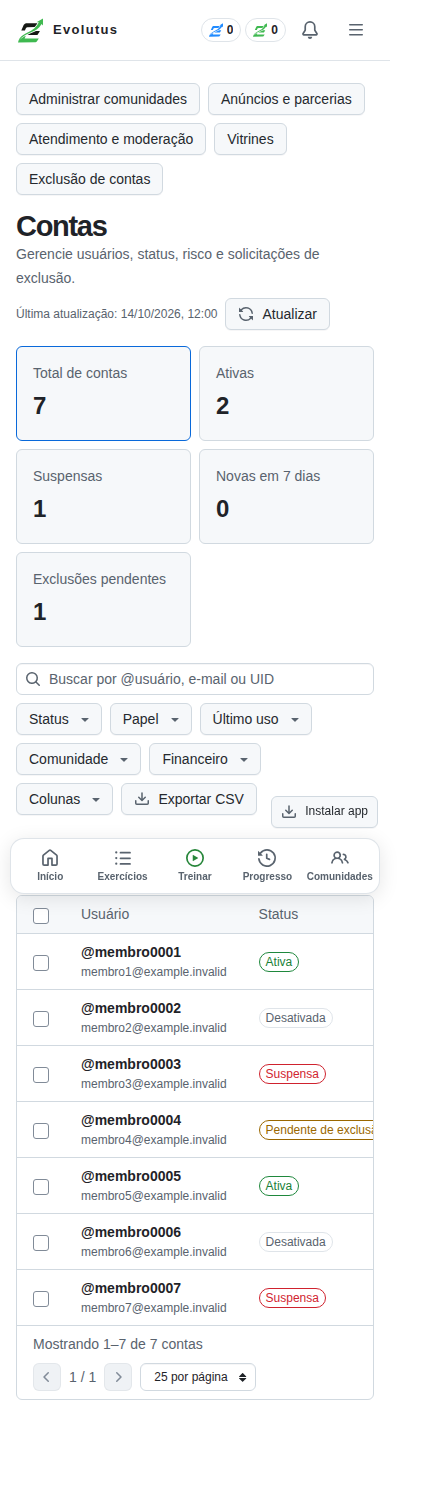 Evolutus 0 0
Administrar comunidades Anúncios e parcerias
Atendimento e moderação Vitrines
Exclusão de contas
Contas
Gerencie usuários, status, risco e solicitações de
exclusão.
Última atualização: 14/10/2026, 12:00 Atualizar
Total de contas Ativas
7 2
Suspensas Novas em 7 dias
1 0
Exclusões pendentes
1
Buscar por @usuário, e-mail ou UID
Status Papel Último uso
Comunidade Financeiro
Colunas Exportar CSV Instalar app
Início Exercícios Treinar Progresso Comunidades
Usuário Status
@membro0001
membro1@example.invalid Ativa
@membro0002
membro2@example.invalid Desativada
@membro0003
membro3@example.invalid Suspensa
@membro0004
membro4@example.invalid Pendente de exclusã
@membro0005
membro5@example.invalid Ativa
@membro0006
membro6@example.invalid Desativada
@membro0007
membro7@example.invalid Suspensa
Mostrando 1–7 de 7 contas
1 / 1 25 por página